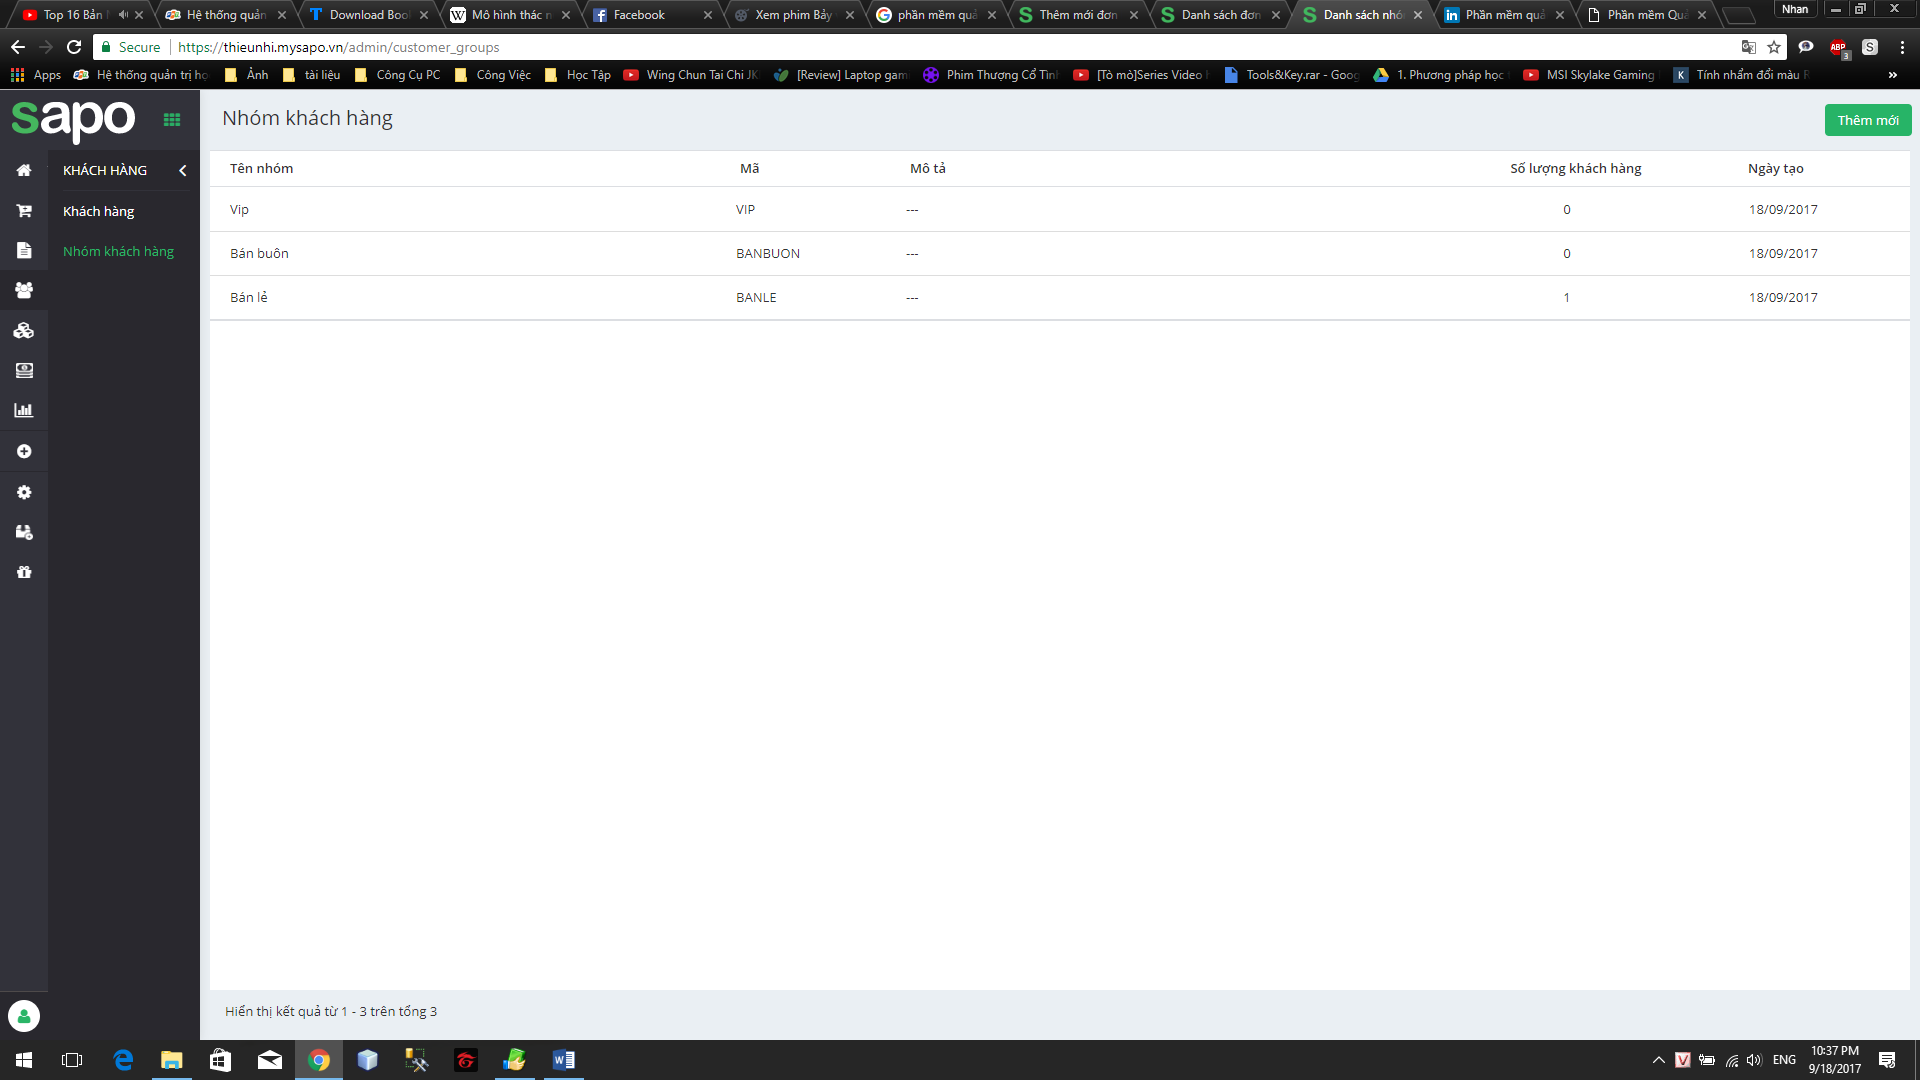 Top 16 Bản
Hệ thống quản
Download Boo
Mô hình thác n
Facebook
Xem phim Bảy
phần mềm quả
Thêm mới đơn
Danh sách đơn
Danh sách nhó
Phần mềm quả
Phần mềm Quả
Nhan
Secure
https://thieunhi.mysapo.vn/admin/customer_groups
ABP
3
S
Apps
Hệ thống quản trị họ
Ảnh
tài liệu
Công Cụ PC
Công Việc
Học Tập
Wing Chun Tai Chi JK
[Review] Laptop gam
Phim Thượng Cổ Tình
[Tò mò]Series Video
Tools&Key.rar - Goog
1. Phương pháp học
MSI Skylake Gaming
Tính nhẩm đổi màu
sapo
KHÁCH HÀNG
Khách hàng
Nhóm khách hàng
Nhóm khách hàng
Thêm mới
Tên nhóm Mã Mô tả Số lượng khách hàng Ngày tạo
Vip VIP --- 0 18/09/2017
Bán buôn BANBUON --- 0 18/09/2017
Bán lẻ BANLE --- 1 18/09/2017
Hiển thị kết quả từ 1 - 3 trên tổng 3
ENG
10:37 PM
9/18/2017